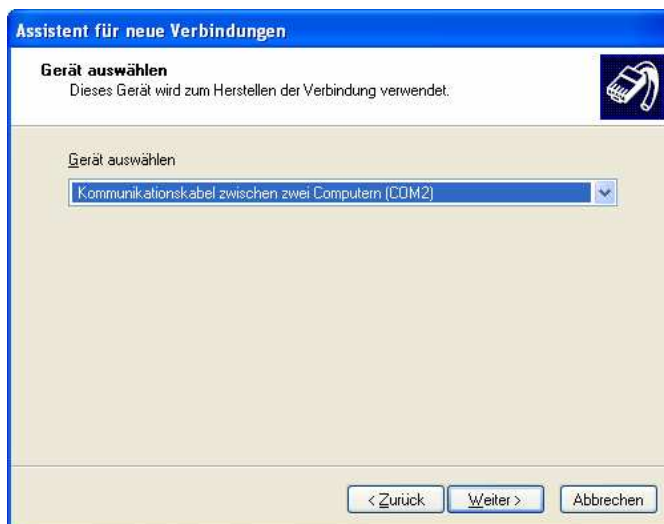 Assistent für neue Verbindungen
Gerät auswählen
Dieses Gerät wird zum Herstellen der Verbindung verwendet.
Gerät auswählen
Kommunikationskabel zwischen zwei Computern (COM2)
< Zurück
Weiter >
Abbrechen